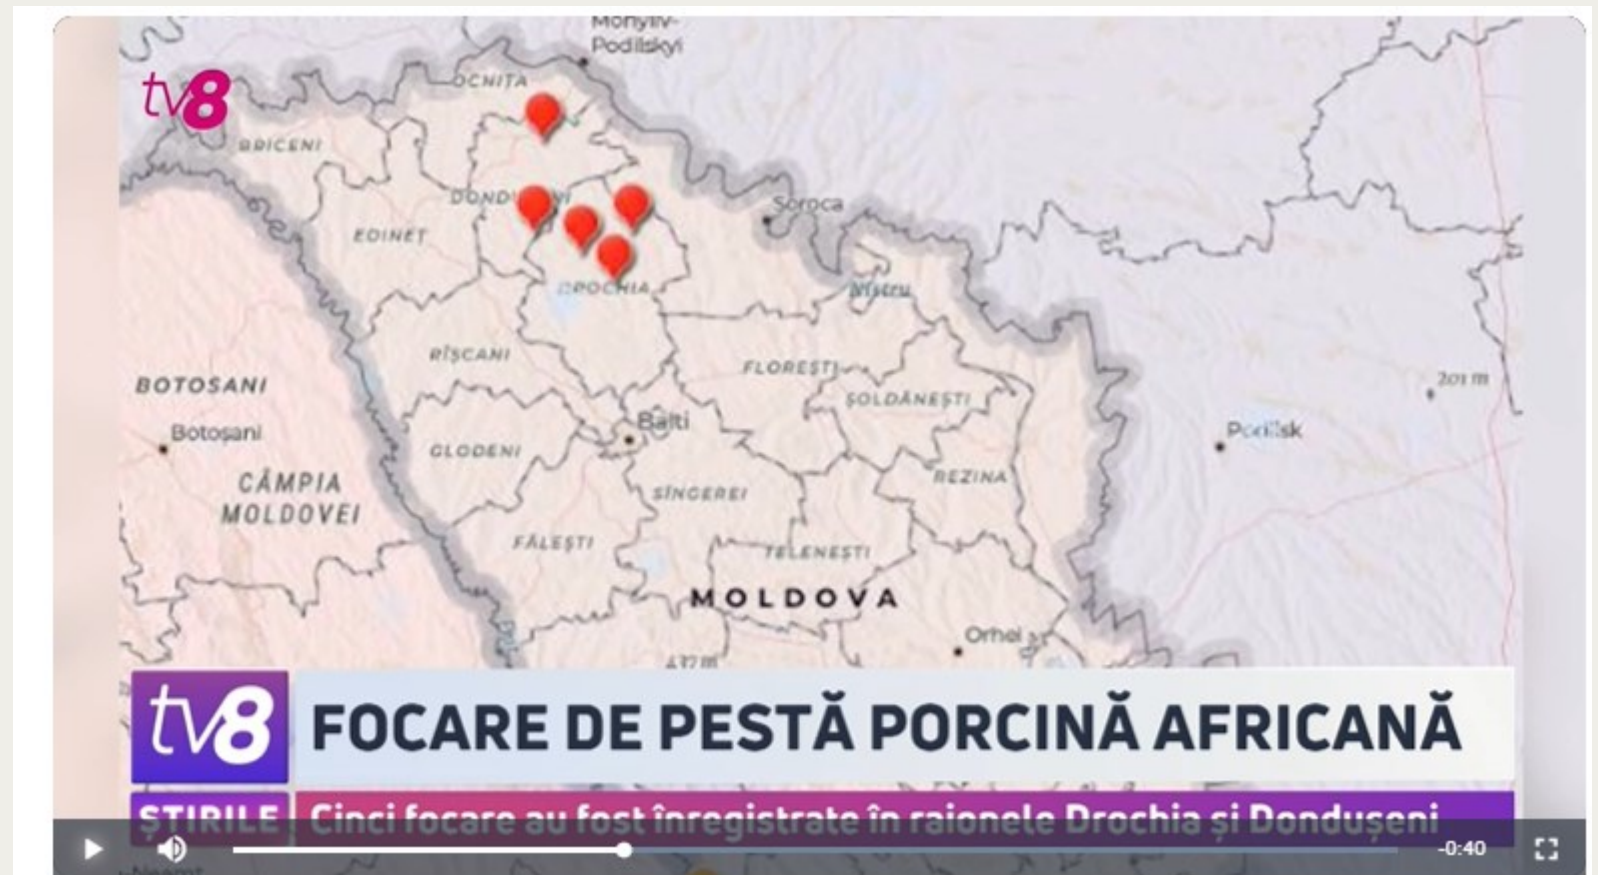 Mohyliv-
Podilskyi
OCNIȚA
tv8
BRICENI
Soroca
EDINEȚ
DROCHIA
Nistru
RÎȘCANI
FLOREȘTI
201 m
BOTOSANI
ȘOLDĂNEȘTI
Bălți
Botoșani
Podilsk
GLODENI
REZINA
CÂMPIA
MOLDOVEI
SÎNGEREI
FĂLEȘTI
TELENEȘTI
MOLDOVA
Orhei
437 m
tv8
FOCARE DE PESTĂ PORCINĂ AFRICANĂ
ȘTIRILE
Cinci focare au fost înregistrate în raionele Drochia și Dondușeni
-0:40